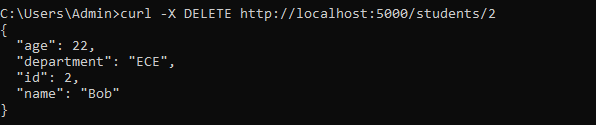 C:\Users\Admin>curl -X DELETE http://localhost:5000/students/2
{
  "age": 22,
  "department": "ECE",
  "id": 2,
  "name": "Bob"
}